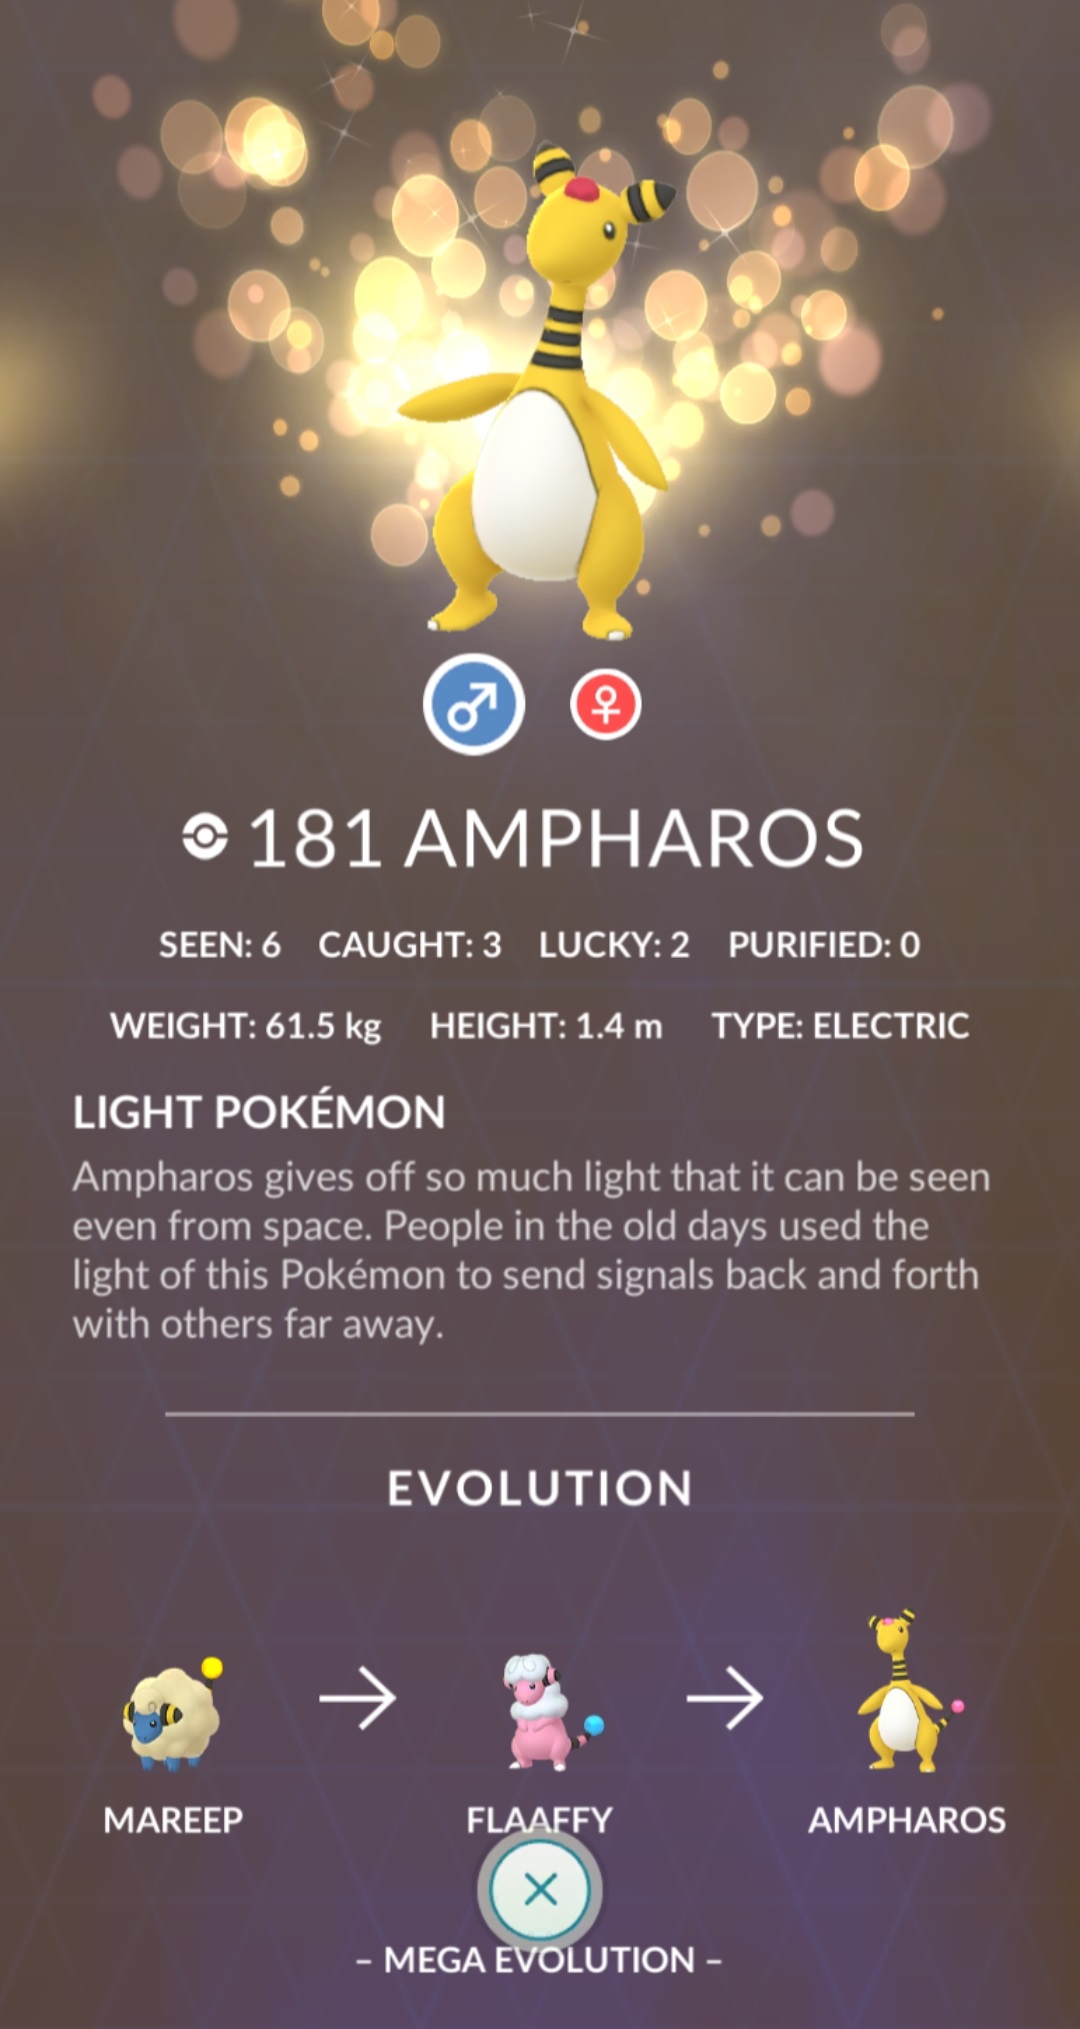 181 AMPHAROS
SEEN: 6 CAUGHT: 3 LUCKY: 2 PURIFIED: 0
WEIGHT: 61.5 kg HEIGHT: 1.4 m TYPE: ELECTRIC
LIGHT POKÉMON
Ampharos gives off so much light that it can be seen
even from space. People in the old days used the
light of this Pokémon to send signals back and forth
with others far away.
EVOLUTION
MAREEP FLAAFFY AMPHAROS
– MEGA EVOLUTION –